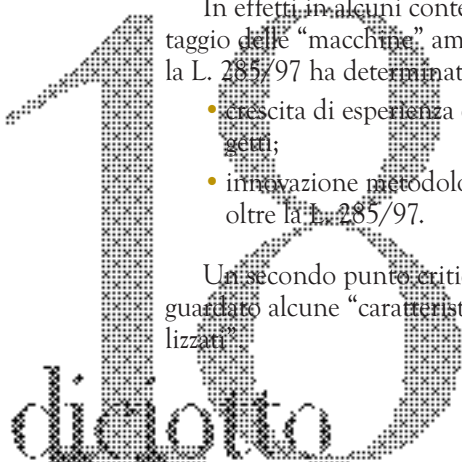 In effetti in alcuni conte
taggio delle “macchine” am
la L. 285/97 ha determinat
• crescita di esperienza
getti;
• innovazione metodolo
oltre la L. 285/97.
Un secondo punto criti
guardato alcune “caratterist
lizzati”.
18
diciotto